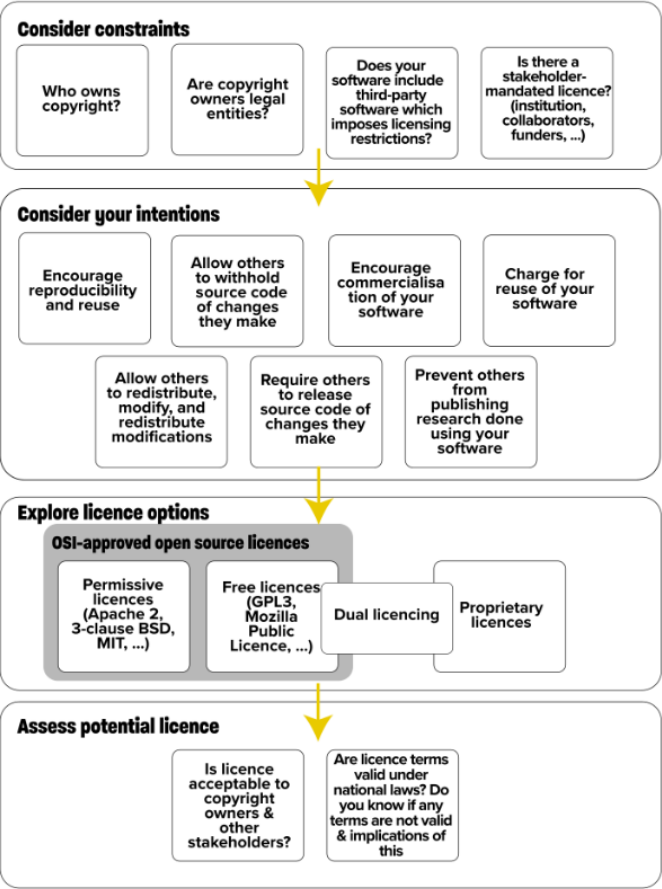 Consider constraints
Who owns
copyright?
Are copyright
owners legal
entities?
Does your
software include
third-party
software which
imposes licensing
restrictions?
Is there a
stakeholder-
mandated licence?
(institution,
collaborators,
funders, ...)
Consider your intentions
Encourage
reproducibility
and reuse
Allow others
to withhold
source code
of changes
they make
Encourage
commercialisa
tion of your
software
Charge for
reuse of your
software
Allow others
to redistribute,
modify, and
redistribute
modifications
Require others
to release
source code of
changes they
make
Prevent others
from
publishing
research done
using your
software
Explore licence options
OSI-approved open source licences
Permissive
licences
(Apache 2,
3-clause BSD,
MIT, ...)
Free licences
(GPL3,
Mozilla
Public
Licence, ...)
Dual licencing
Proprietary
licences
Assess potential licence
Is licence
acceptable to
copyright
owners &
other
stakeholders?
Are licence terms
valid under
national laws? Do
you know if any
terms are not valid
& implications of
this